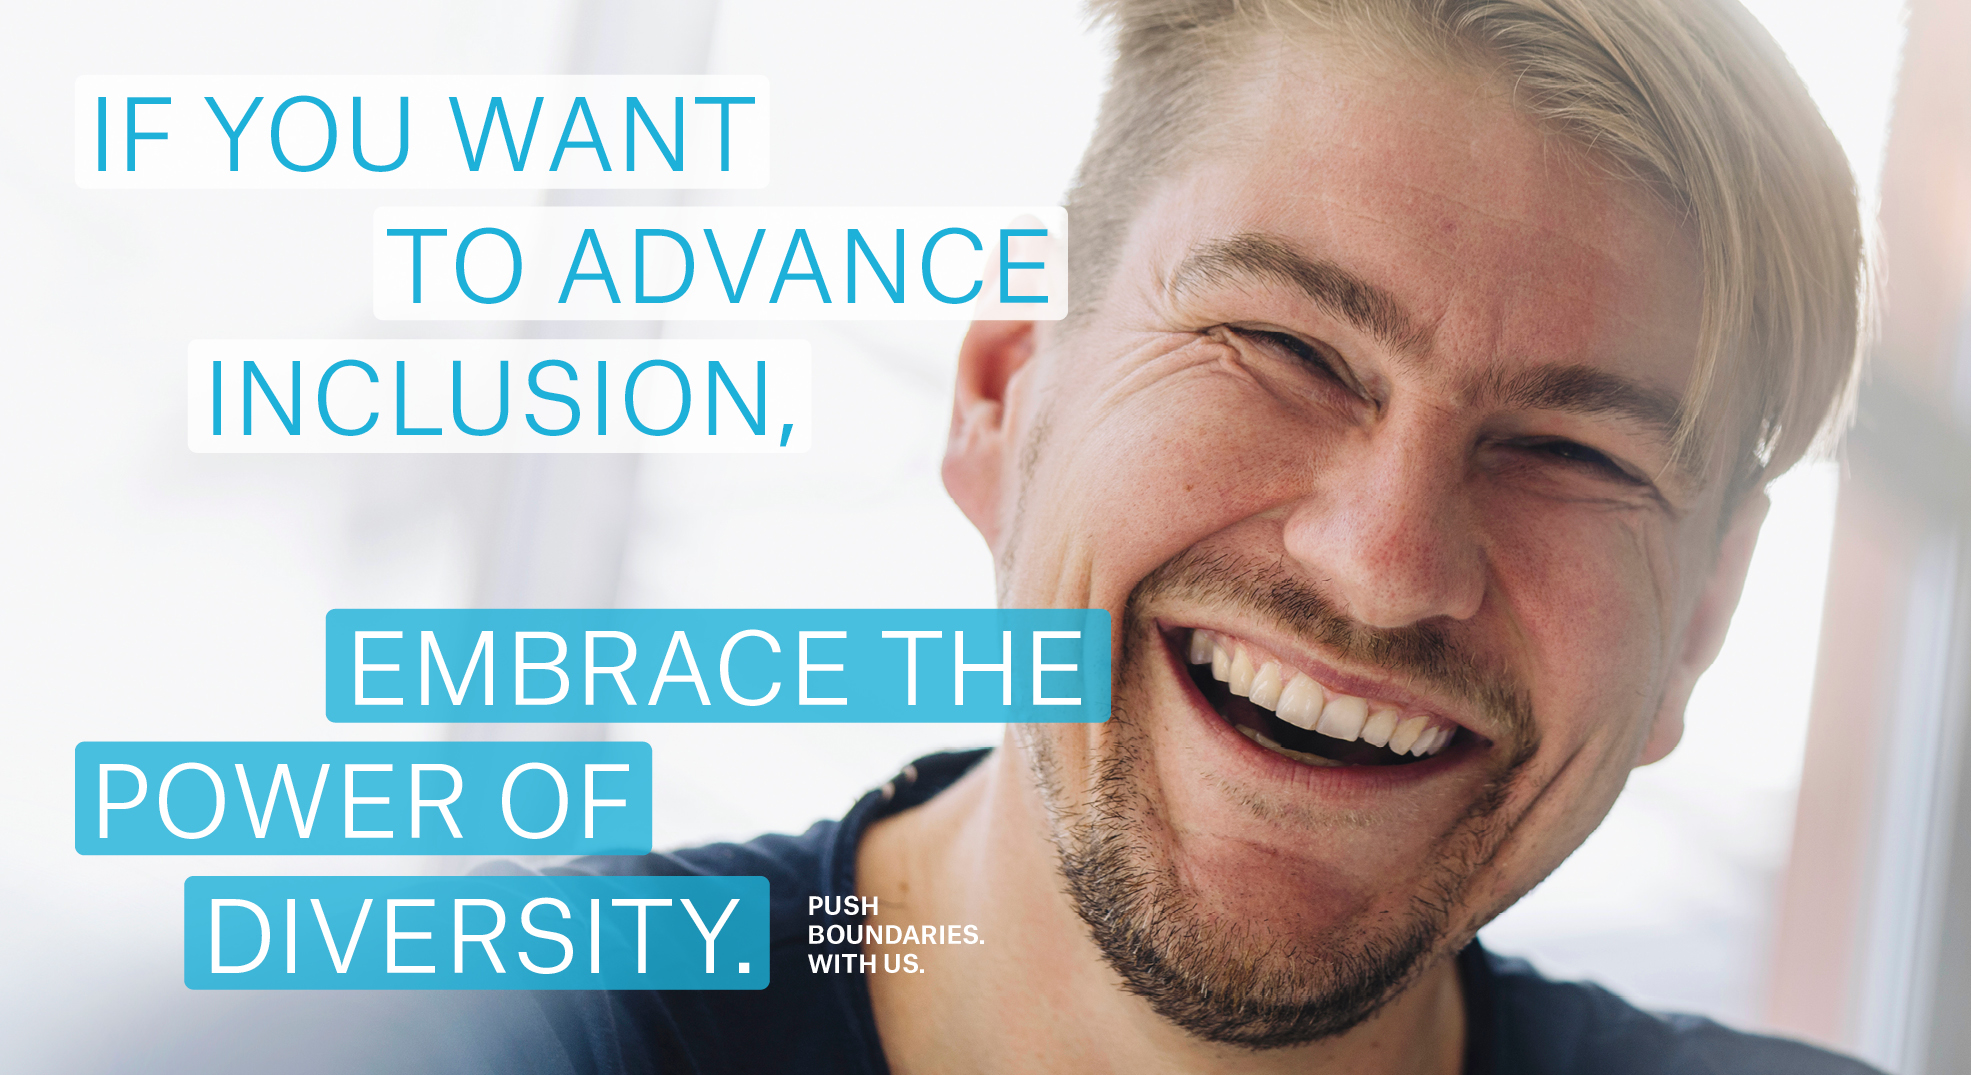 IF YOU WANT
TO ADVANCE
INCLUSION,
EMBRACE THE
POWER OF
DIVERSITY.
PUSH
BOUNDARIES.
WITH US.